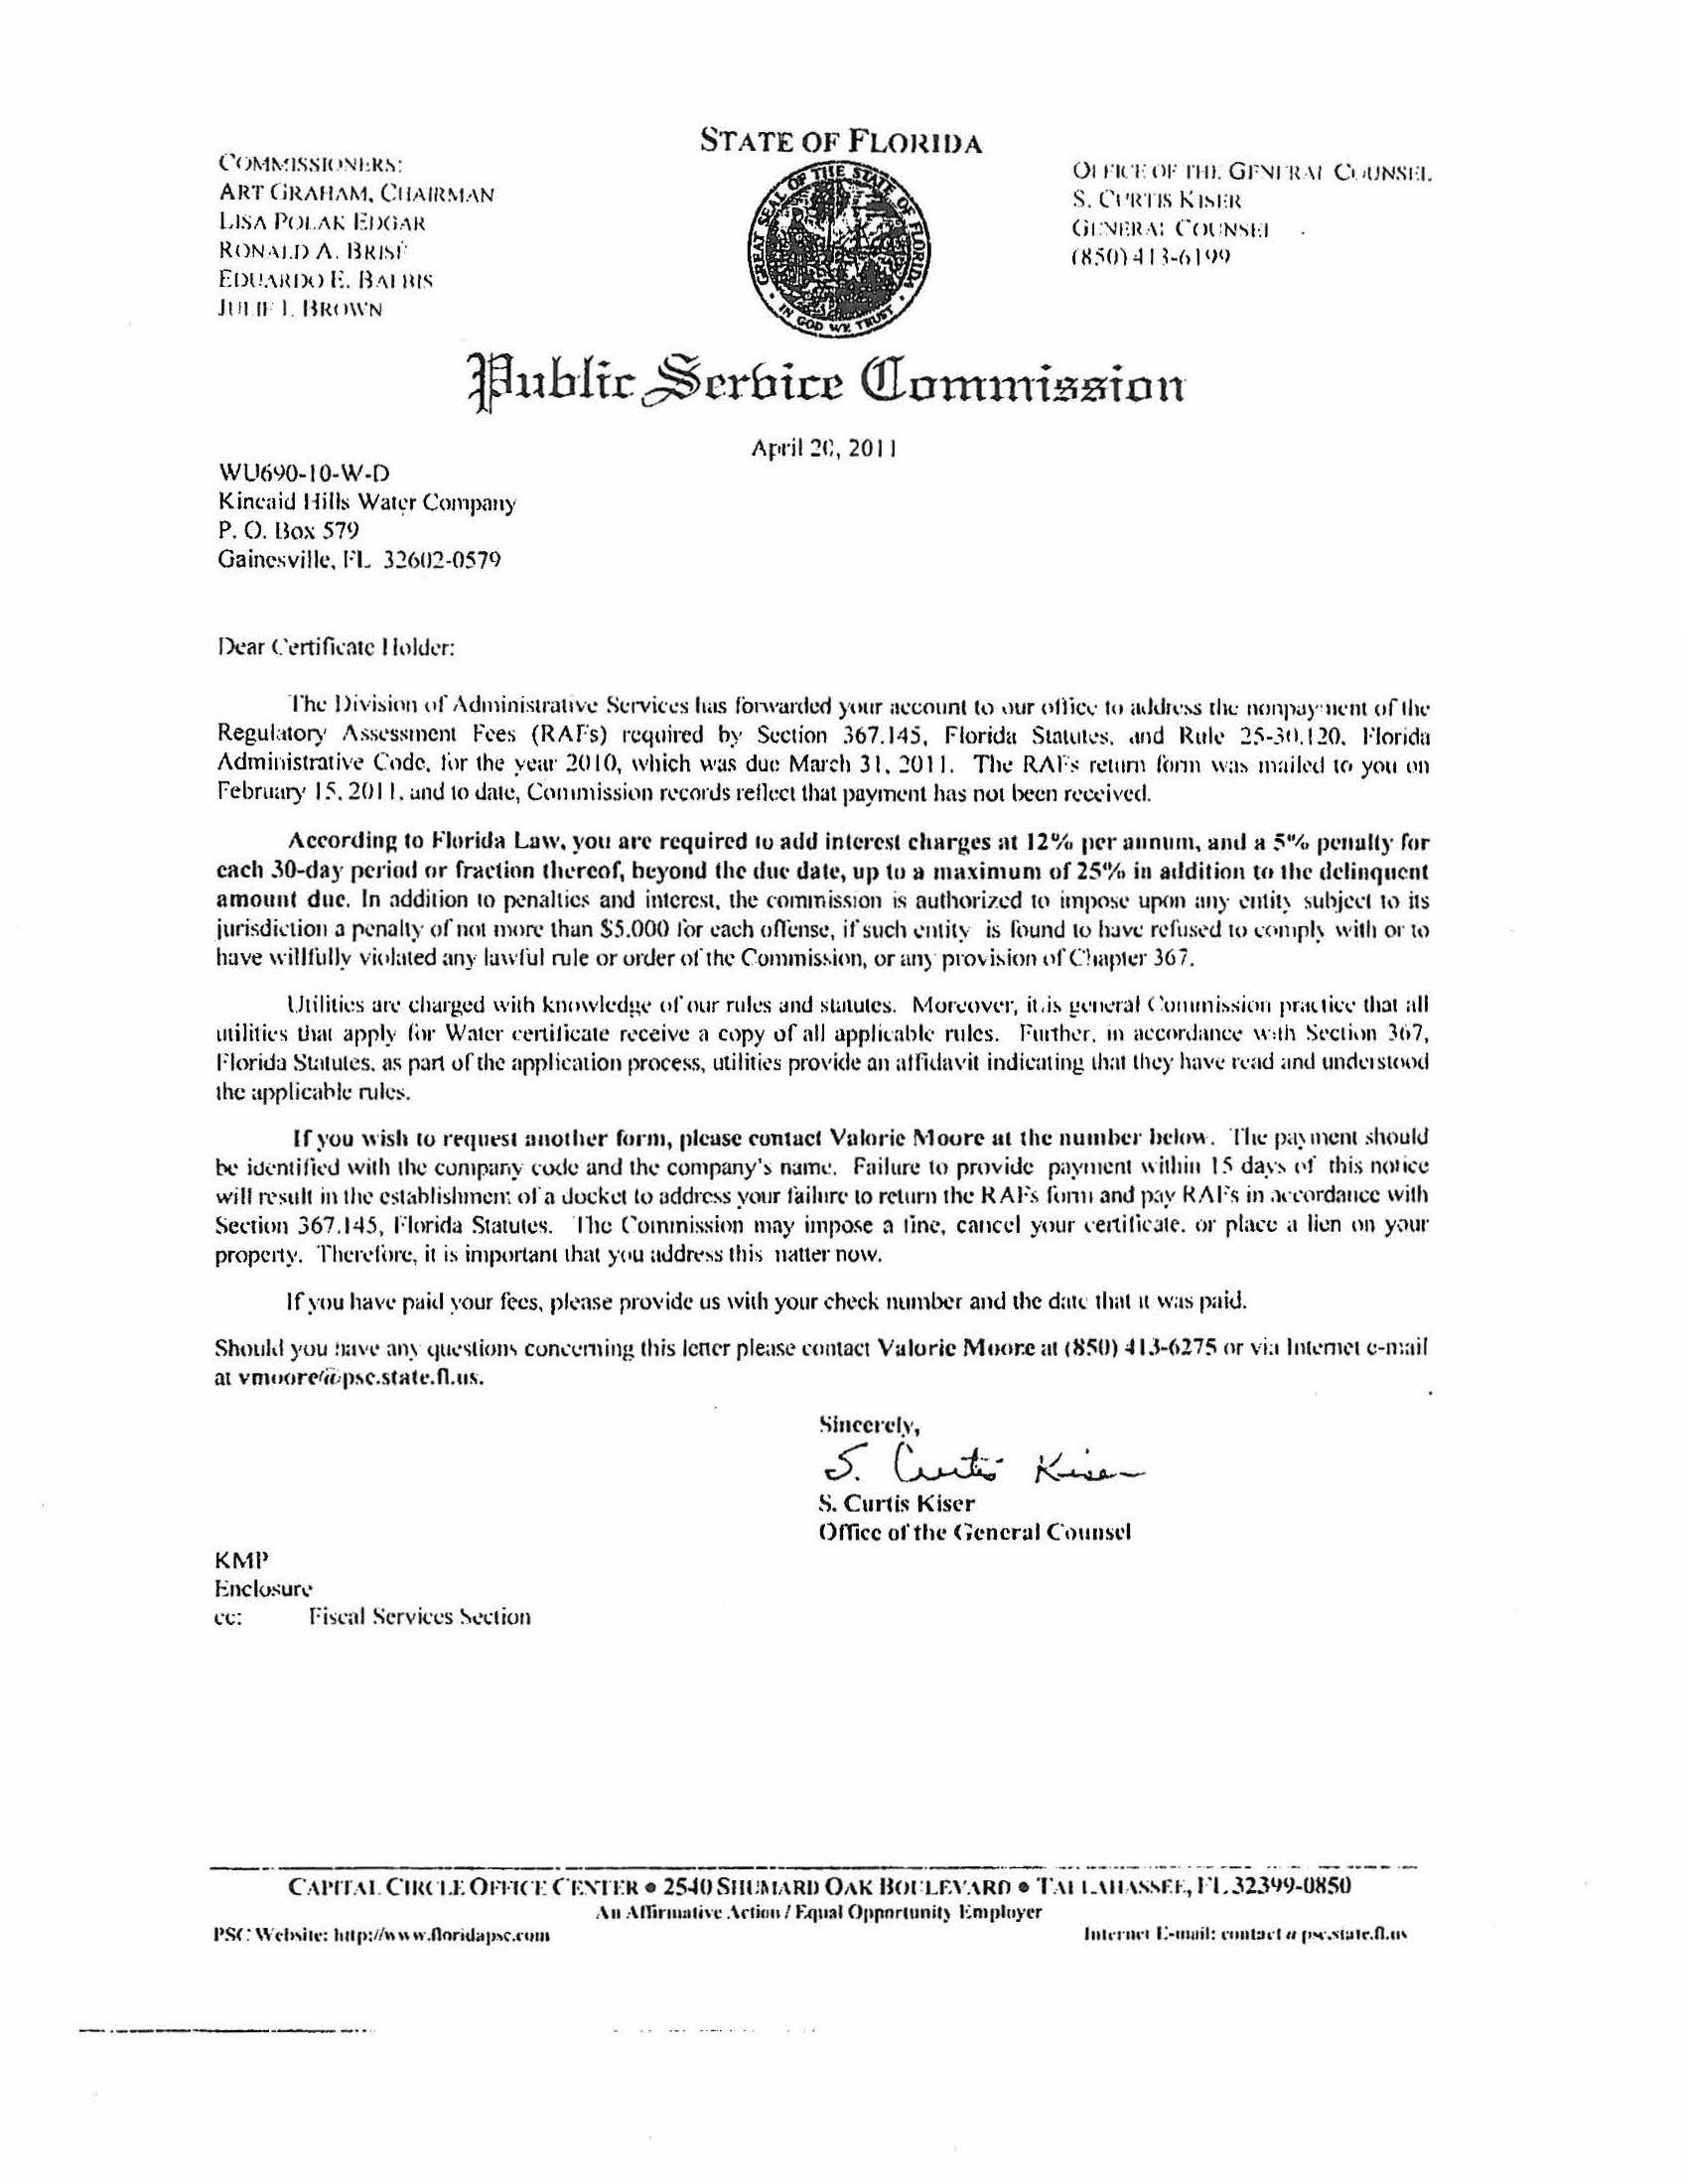 STATE OF FLORIDA
COMMISSIONERS:
ART GRAHAM, CHAIRMAN
LISA POLAK EDGAR
RONALD A. BRISÉ
EDUARDO E. BALBIS
JULIE I. BROWN
GREAT SEAL OF THE STATE OF FLORIDA
IN GOD WE TRUST
OFFICE OF THE GENERAL COUNSEL
S. CURTIS KISER
GENERAL COUNSEL
(850) 413-6199
Public Service Commission
April 20, 2011
WU690-10-W-D
Kincaid Hills Water Company
P. O. Box 579
Gainesville, FL 32602-0579
Dear Certificate Holder:
The Division of Administrative Services has forwarded your account to our office to address the nonpayment of the
Regulatory Assessment Fees (RAFs) required by Section 367.145, Florida Statutes, and Rule 25-30.120, Florida
Administrative Code, for the year 2010, which was due March 31, 2011. The RAFs return form was mailed to you on
February 15, 2011, and to date, Commission records reflect that payment has not been received.
According to Florida Law, you are required to add interest charges at 12% per annum, and a 5% penalty for
each 30-day period or fraction thereof, beyond the due date, up to a maximum of 25% in addition to the delinquent
amount due. In addition to penalties and interest, the commission is authorized to impose upon any entity subject to its
jurisdiction a penalty of not more than $5,000 for each offense, if such entity is found to have refused to comply with or to
have willfully violated any lawful rule or order of the Commission, or any provision of Chapter 367.
Utilities are charged with knowledge of our rules and statutes. Moreover, it is general Commission practice that all
utilities that apply for Water certificate receive a copy of all applicable rules. Further, in accordance with Section 367,
Florida Statutes, as part of the application process, utilities provide an affidavit indicating that they have read and understood
the applicable rules.
If you wish to request another form, please contact Valorie Moore at the number below. The payment should
be identified with the company code and the company's name. Failure to provide payment within 15 days of this notice
will result in the establishment of a docket to address your failure to return the RAFs form and pay RAFs in accordance with
Section 367.145, Florida Statutes. The Commission may impose a fine, cancel your certificate, or place a lien on your
property. Therefore, it is important that you address this matter now.
If you have paid your fees, please provide us with your check number and the date that it was paid.
Should you have any questions concerning this letter please contact Valorie Moore at (850) 413-6275 or via Internet e-mail
at vmoore@psc.state.fl.us.
Sincerely,
S. Curtis Kiser
S. Curtis Kiser
Office of the General Counsel
KMP
Enclosure
cc: Fiscal Services Section
CAPITAL CIRCLE OFFICE CENTER • 2540 SHUMARD OAK BOULEVARD • TALLAHASSEE, FL 32399-0850
An Affirmative Action / Equal Opportunity Employer
PSC Website: http://www.floridapsc.com
Internet E-mail: contact@psc.state.fl.us